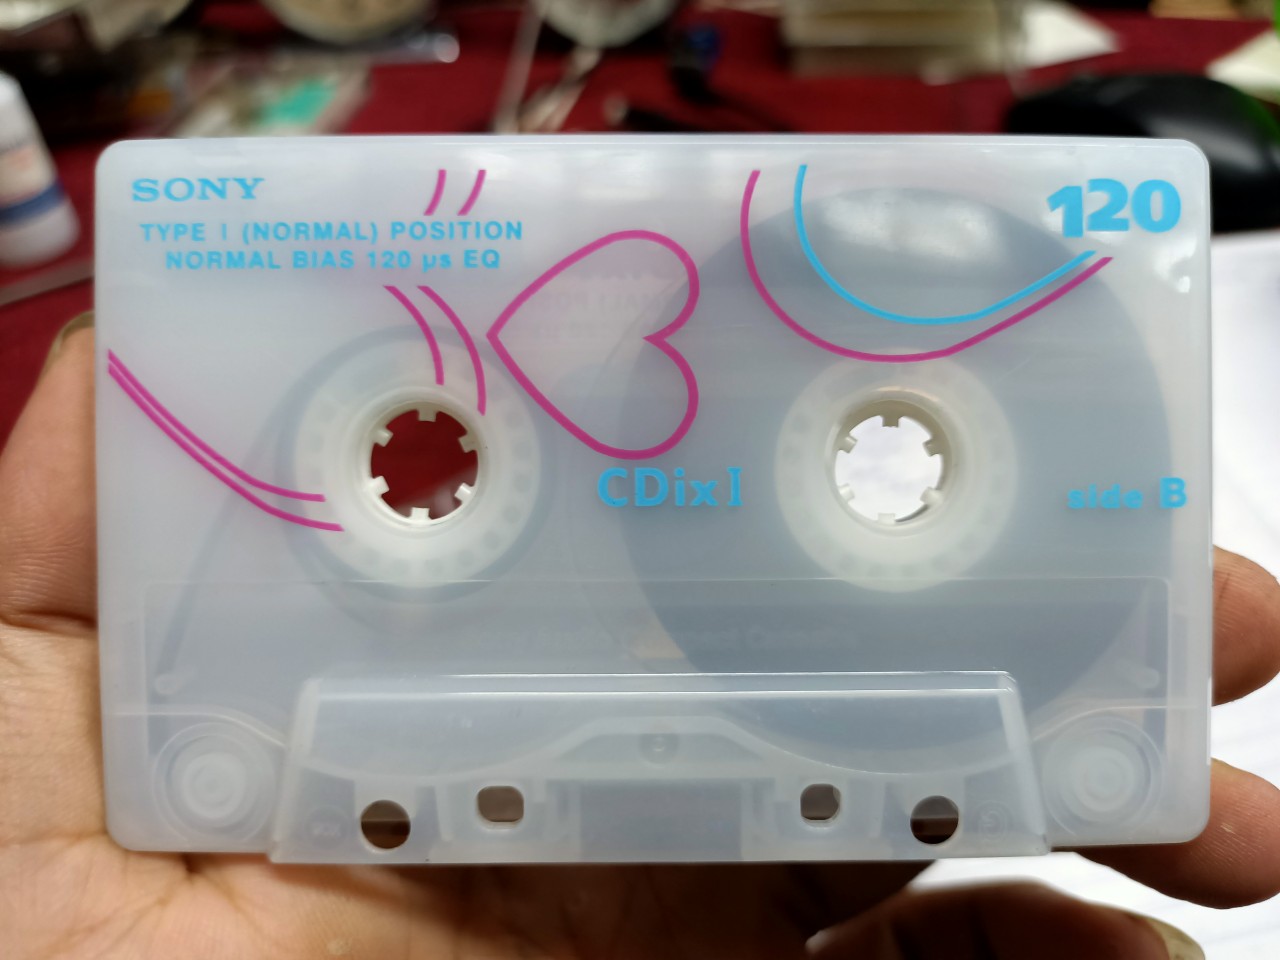 SONY
120
TYPE I (NORMAL) POSITION
NORMAL BIAS 120 µs EQ
CDixI
side B